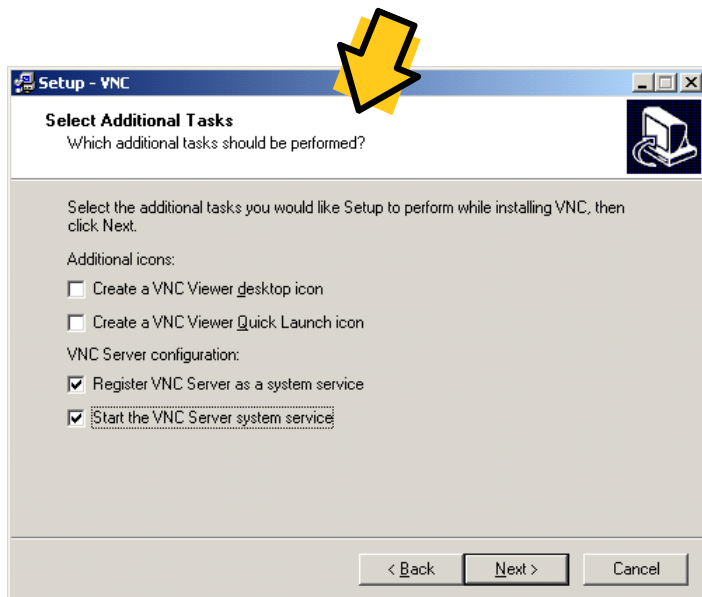 Setup - VNC
Select Additional Tasks
Which additional tasks should be performed?
Select the additional tasks you would like Setup to perform while installing VNC, then
click Next.
Additional icons:
Create a VNC Viewer desktop icon
Create a VNC Viewer Quick Launch icon
VNC Server configuration:
Register VNC Server as a system service
Start the VNC Server system service
< Back Next > Cancel